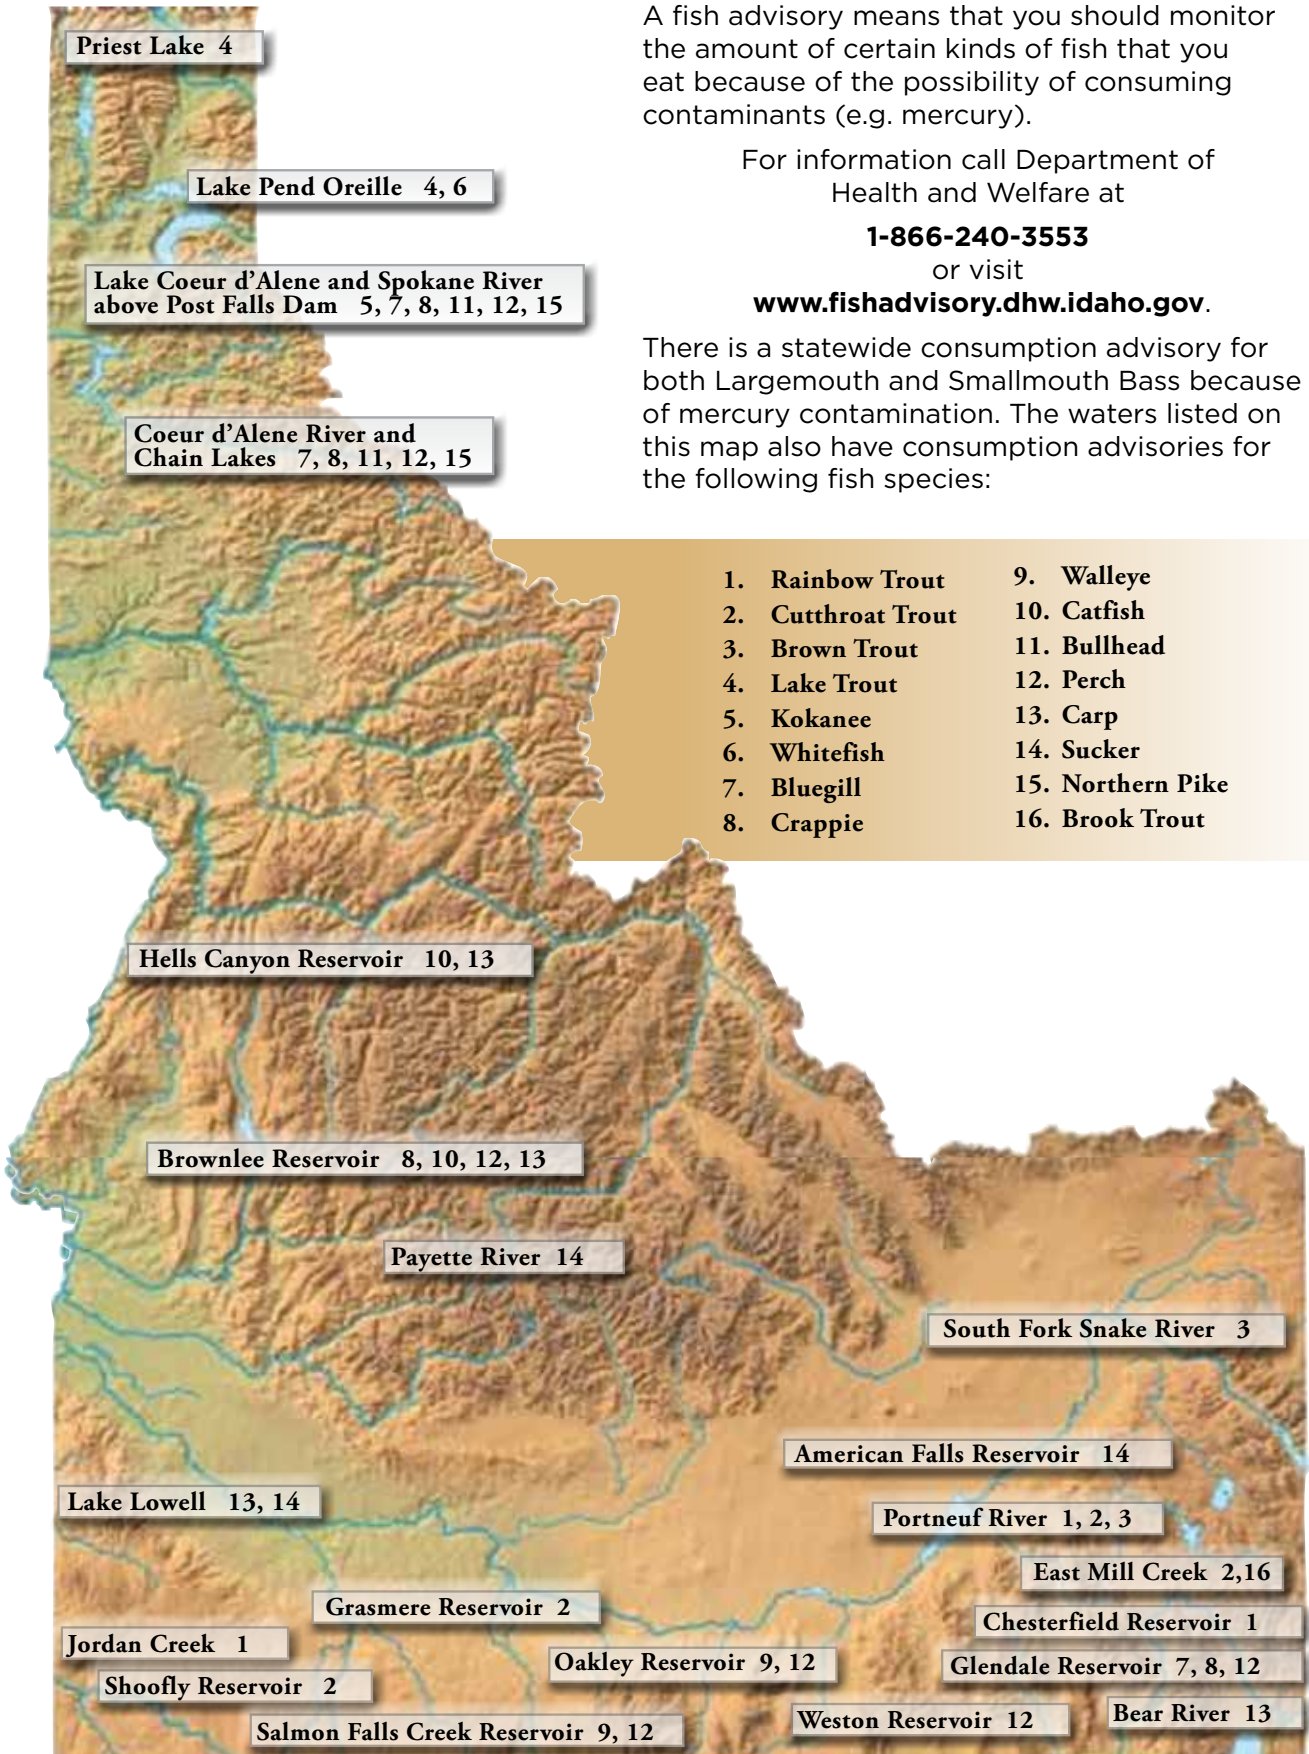 A fish advisory means that you should monitor
the amount of certain kinds of fish that you
eat because of the possibility of consuming
contaminants (e.g. mercury).
For information call Department of
Health and Welfare at
1-866-240-3553
or visit
www.fishadvisory.dhw.idaho.gov.
There is a statewide consumption advisory for
both Largemouth and Smallmouth Bass because
of mercury contamination. The waters listed on
this map also have consumption advisories for
the following fish species:
1. Rainbow Trout
2. Cutthroat Trout
3. Brown Trout
4. Lake Trout
5. Kokanee
6. Whitefish
7. Bluegill
8. Crappie
9. Walleye
10. Catfish
11. Bullhead
12. Perch
13. Carp
14. Sucker
15. Northern Pike
16. Brook Trout
Priest Lake 4
Lake Pend Oreille 4, 6
Lake Coeur d'Alene and Spokane River
above Post Falls Dam 5, 7, 8, 11, 12, 15
Coeur d'Alene River and
Chain Lakes 7, 8, 11, 12, 15
Hells Canyon Reservoir 10, 13
Brownlee Reservoir 8, 10, 12, 13
Payette River 14
South Fork Snake River 3
American Falls Reservoir 14
Lake Lowell 13, 14
Portneuf River 1, 2, 3
East Mill Creek 2,16
Grasmere Reservoir 2
Chesterfield Reservoir 1
Jordan Creek 1
Oakley Reservoir 9, 12
Glendale Reservoir 7, 8, 12
Shoofly Reservoir 2
Bear River 13
Weston Reservoir 12
Salmon Falls Creek Reservoir 9, 12